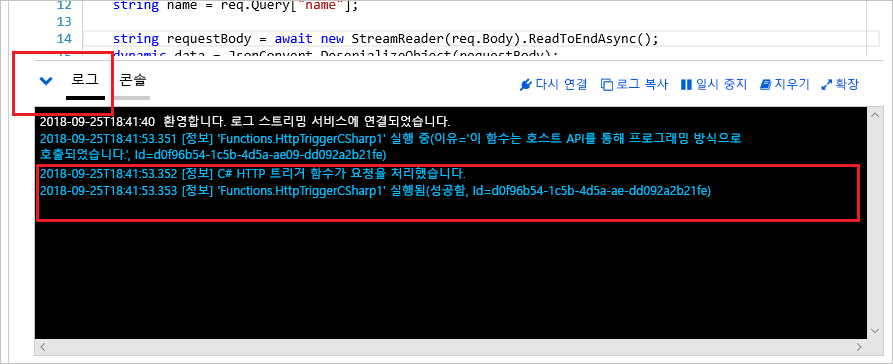 12 string name = req.Query["name"];
13
14 string requestBody = await new StreamReader(req.Body).ReadToEndAsync();
15 dynamic data = JsonConvert.DeserializeObject(requestBody);
로그 콘솔 다시 연결 로그 복사 일시 중지 지우기 확장
2018-09-25T18:41:40 환영합니다. 로그 스트리밍 서비스에 연결되었습니다.
2018-09-25T18:41:53.351 [정보] 'Functions.HttpTriggerCSharp1' 실행 중(이유='이 함수는 호스트 API를 통해 프로그래밍 방식으로
호출되었습니다.', Id=d0f96b54-1c5b-4d5a-ae09-dd092a2b21fe)
2018-09-25T18:41:53.352 [정보] C# HTTP 트리거 함수가 요청을 처리했습니다.
2018-09-25T18:41:53.353 [정보] 'Functions.HttpTriggerCSharp1' 실행됨(성공함, Id=d0f96b54-1c5b-4d5a-ae-dd092a2b21fe)